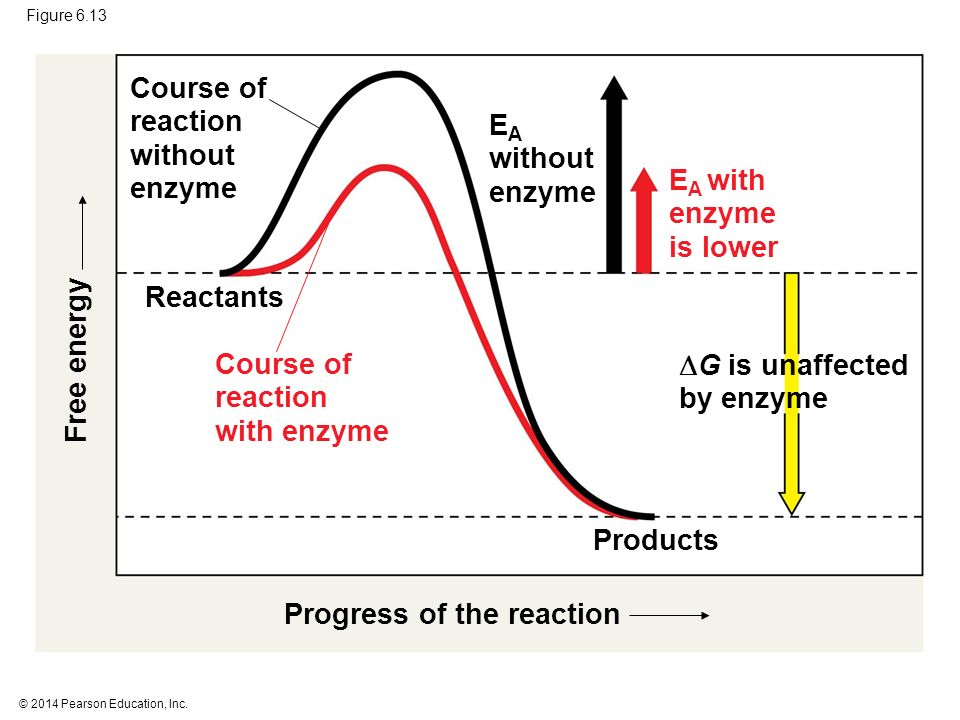 Figure 6.13
Course of
reaction
without
enzyme
EA
without
enzyme
EA with
enzyme
is lower
Reactants
Free energy
Course of
reaction
with enzyme
ΔG is unaffected
by enzyme
Products
Progress of the reaction
© 2014 Pearson Education, Inc.